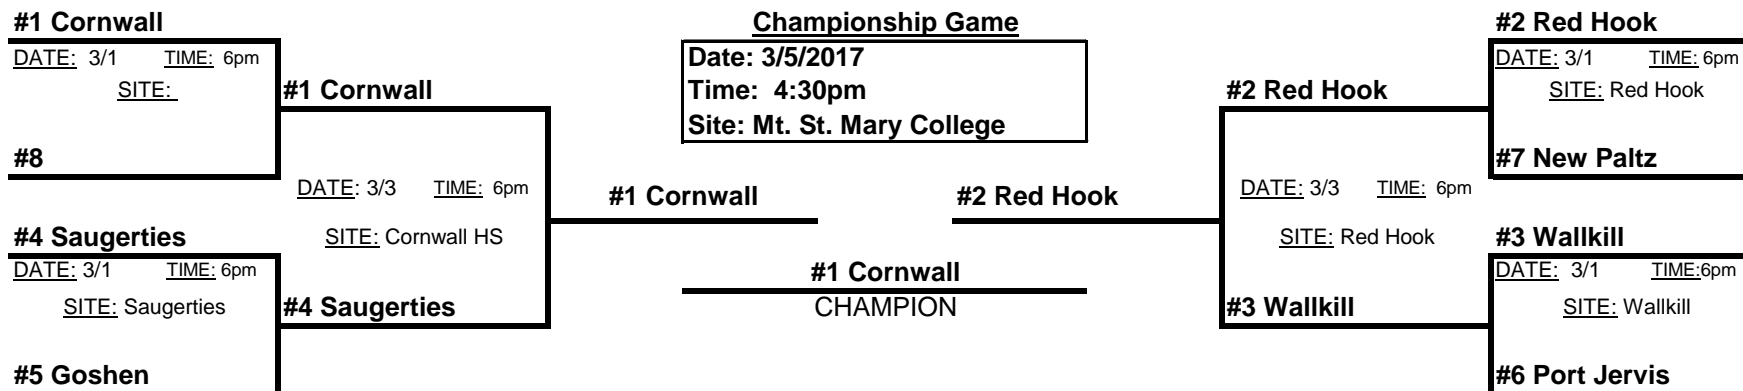 #1 Cornwall
DATE: 3/1 TIME: 6pm
SITE:
#8
#1 Cornwall
#4 Saugerties
DATE: 3/1 TIME: 6pm
SITE: Saugerties
#5 Goshen
DATE: 3/3 TIME: 6pm
SITE: Cornwall HS
#4 Saugerties
#1 Cornwall
Championship Game
Date: 3/5/2017
Time: 4:30pm
Site: Mt. St. Mary College
#1 Cornwall
CHAMPION
#2 Red Hook
#2 Red Hook
DATE: 3/3 TIME: 6pm
SITE: Red Hook
#3 Wallkill
#2 Red Hook
DATE: 3/1 TIME: 6pm
SITE: Red Hook
#7 New Paltz
#3 Wallkill
DATE: 3/1 TIME:6pm
SITE: Wallkill
#6 Port Jervis